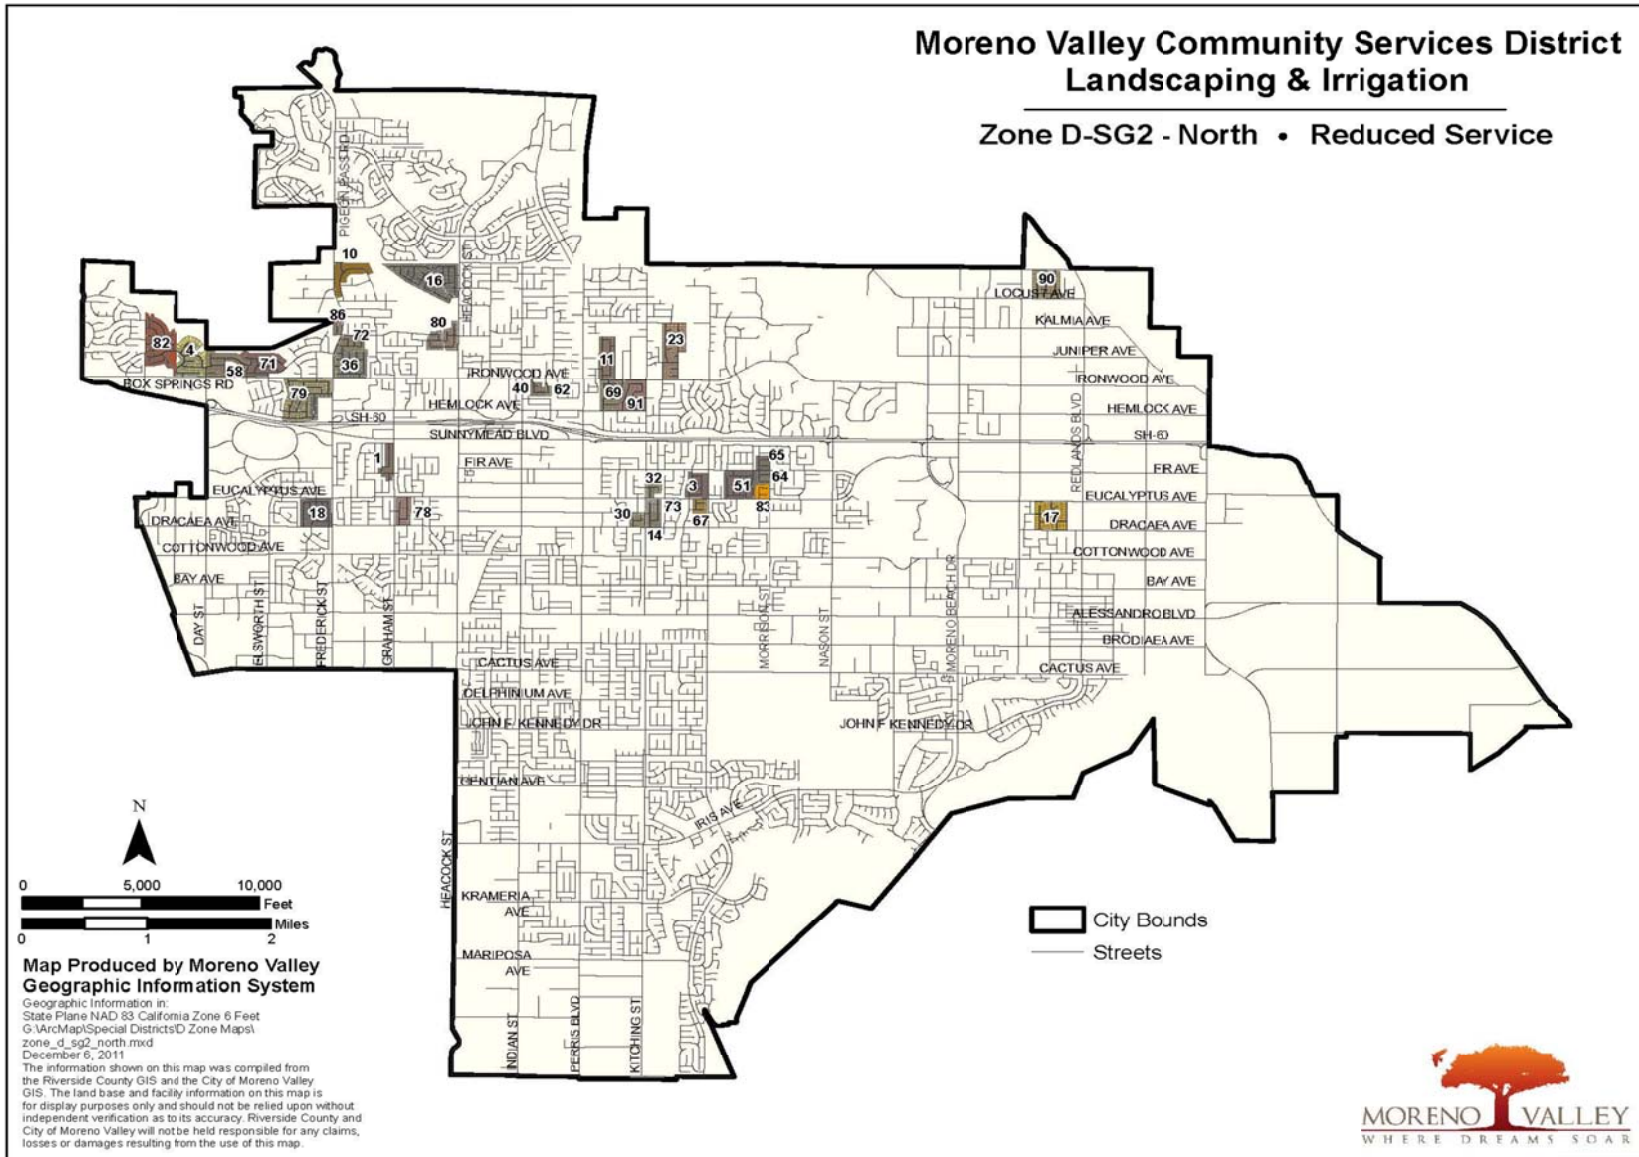 Moreno Valley Community Services District
Landscaping & Irrigation
Zone D-SG2 - North • Reduced Service
PIGEON PASS RD
HEACOCK ST
10
16
90
LOCUST AVE
86
80
KALMIA AVE
82
4
72
23
58
71
36
11
JUNIPER AVE
BOX SPRINGS RD
IRONWOOD AVE
IRONWOOD AVE
79
40
62
69
91
HEMLOCK AVE
HEMLOCK AVE
REDLANDS BLVD
SH-60
SUNNYMEAD BLVD
SH-60
1
FIR AVE
65
FIR AVE
32
3
51
64
EUCALYPTUS AVE
EUCALYPTUS AVE
18
78
30
73
67
83
17
DRACAEA AVE
DRACAEA AVE
14
COTTONWOOD AVE
COTTONWOOD AVE
BAY AVE
BAY AVE
DAY ST
ELSWORTH ST
FREDERICK ST
GRAHAM ST
MORRISON ST
NASON ST
MORENO BEACH DR
ALESSANDRO BLVD
BRODIAEA AVE
CACTUS AVE
CACTUS AVE
DELPHINIUM AVE
JOHN F KENNEDY DR
JOHN F KENNEDY DR
GENTIAN AVE
IRIS AVE
HEACOCK ST
KRAMERIA
AVE
MARIPOSA
AVE
INDIAN ST
PERRIS BLVD
KITCHING ST
N
0 5,000 10,000
Feet
Miles
0 1 2
City Bounds
Streets
Map Produced by Moreno Valley
Geographic Information System
Geographic Information in:
State Plane NAD 83 California Zone 6 Feet
G:\ArcMap\Special Districts\D Zone Maps\
zone_d_sg2_north.mxd
December 6, 2011
The information shown on this map was compiled from
the Riverside County GIS and the City of Moreno Valley
GIS. The land base and facility information on this map is
for display purposes only and should not be relied upon without
independent verification as to its accuracy. Riverside County and
City of Moreno Valley will not be held responsible for any claims,
losses or damages resulting from the use of this map.
MORENO VALLEY
WHERE DREAMS SOAR